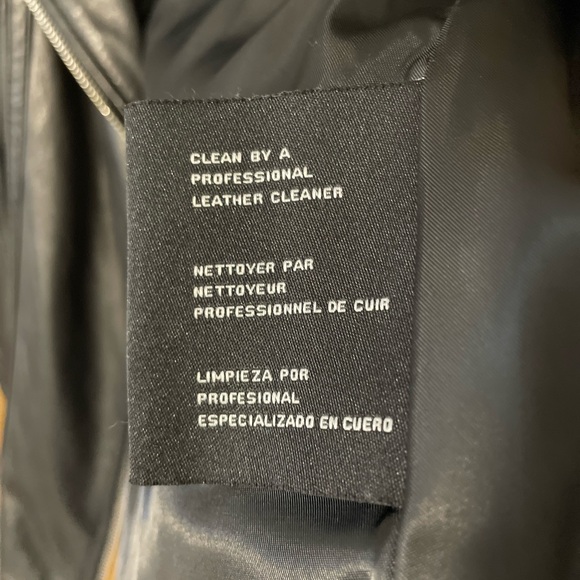 CLEAN BY A
PROFESSIONAL
LEATHER CLEANER
NETTOYER PAR
NETTOYEUR
PROFESSIONNEL DE CUIR
LIMPIEZA POR
PROFESIONAL
ESPECIALIZADO EN CUERO